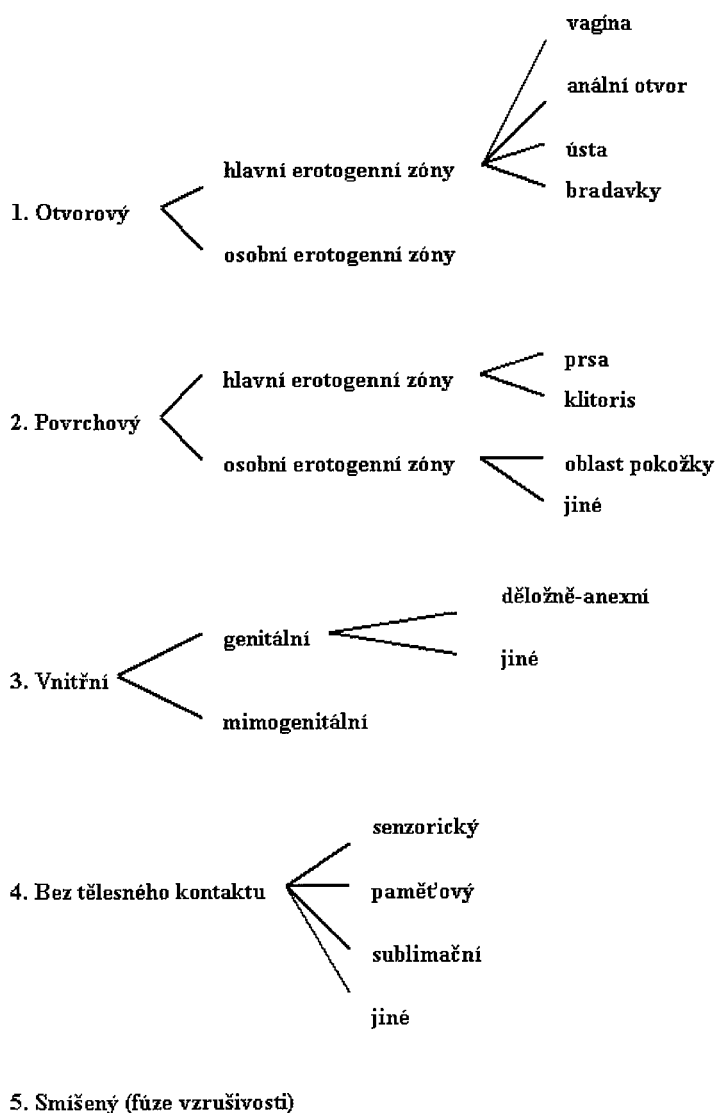 vagína
anální otvor
hlavní erotogenní zóny
ústa
bradavky
1. Otvorový
osobní erotogenní zóny
prsa
hlavní erotogenní zóny
klitoris
2. Povrchový
osobní erotogenní zóny
oblast pokožky
jiné
děložně-anexní
genitální
jiné
3. Vnitřní
mimogenitální
senzorický
4. Bez tělesného kontaktu
paměťový
sublimační
jiné
5. Smíšený (fúze vzrušivosti)